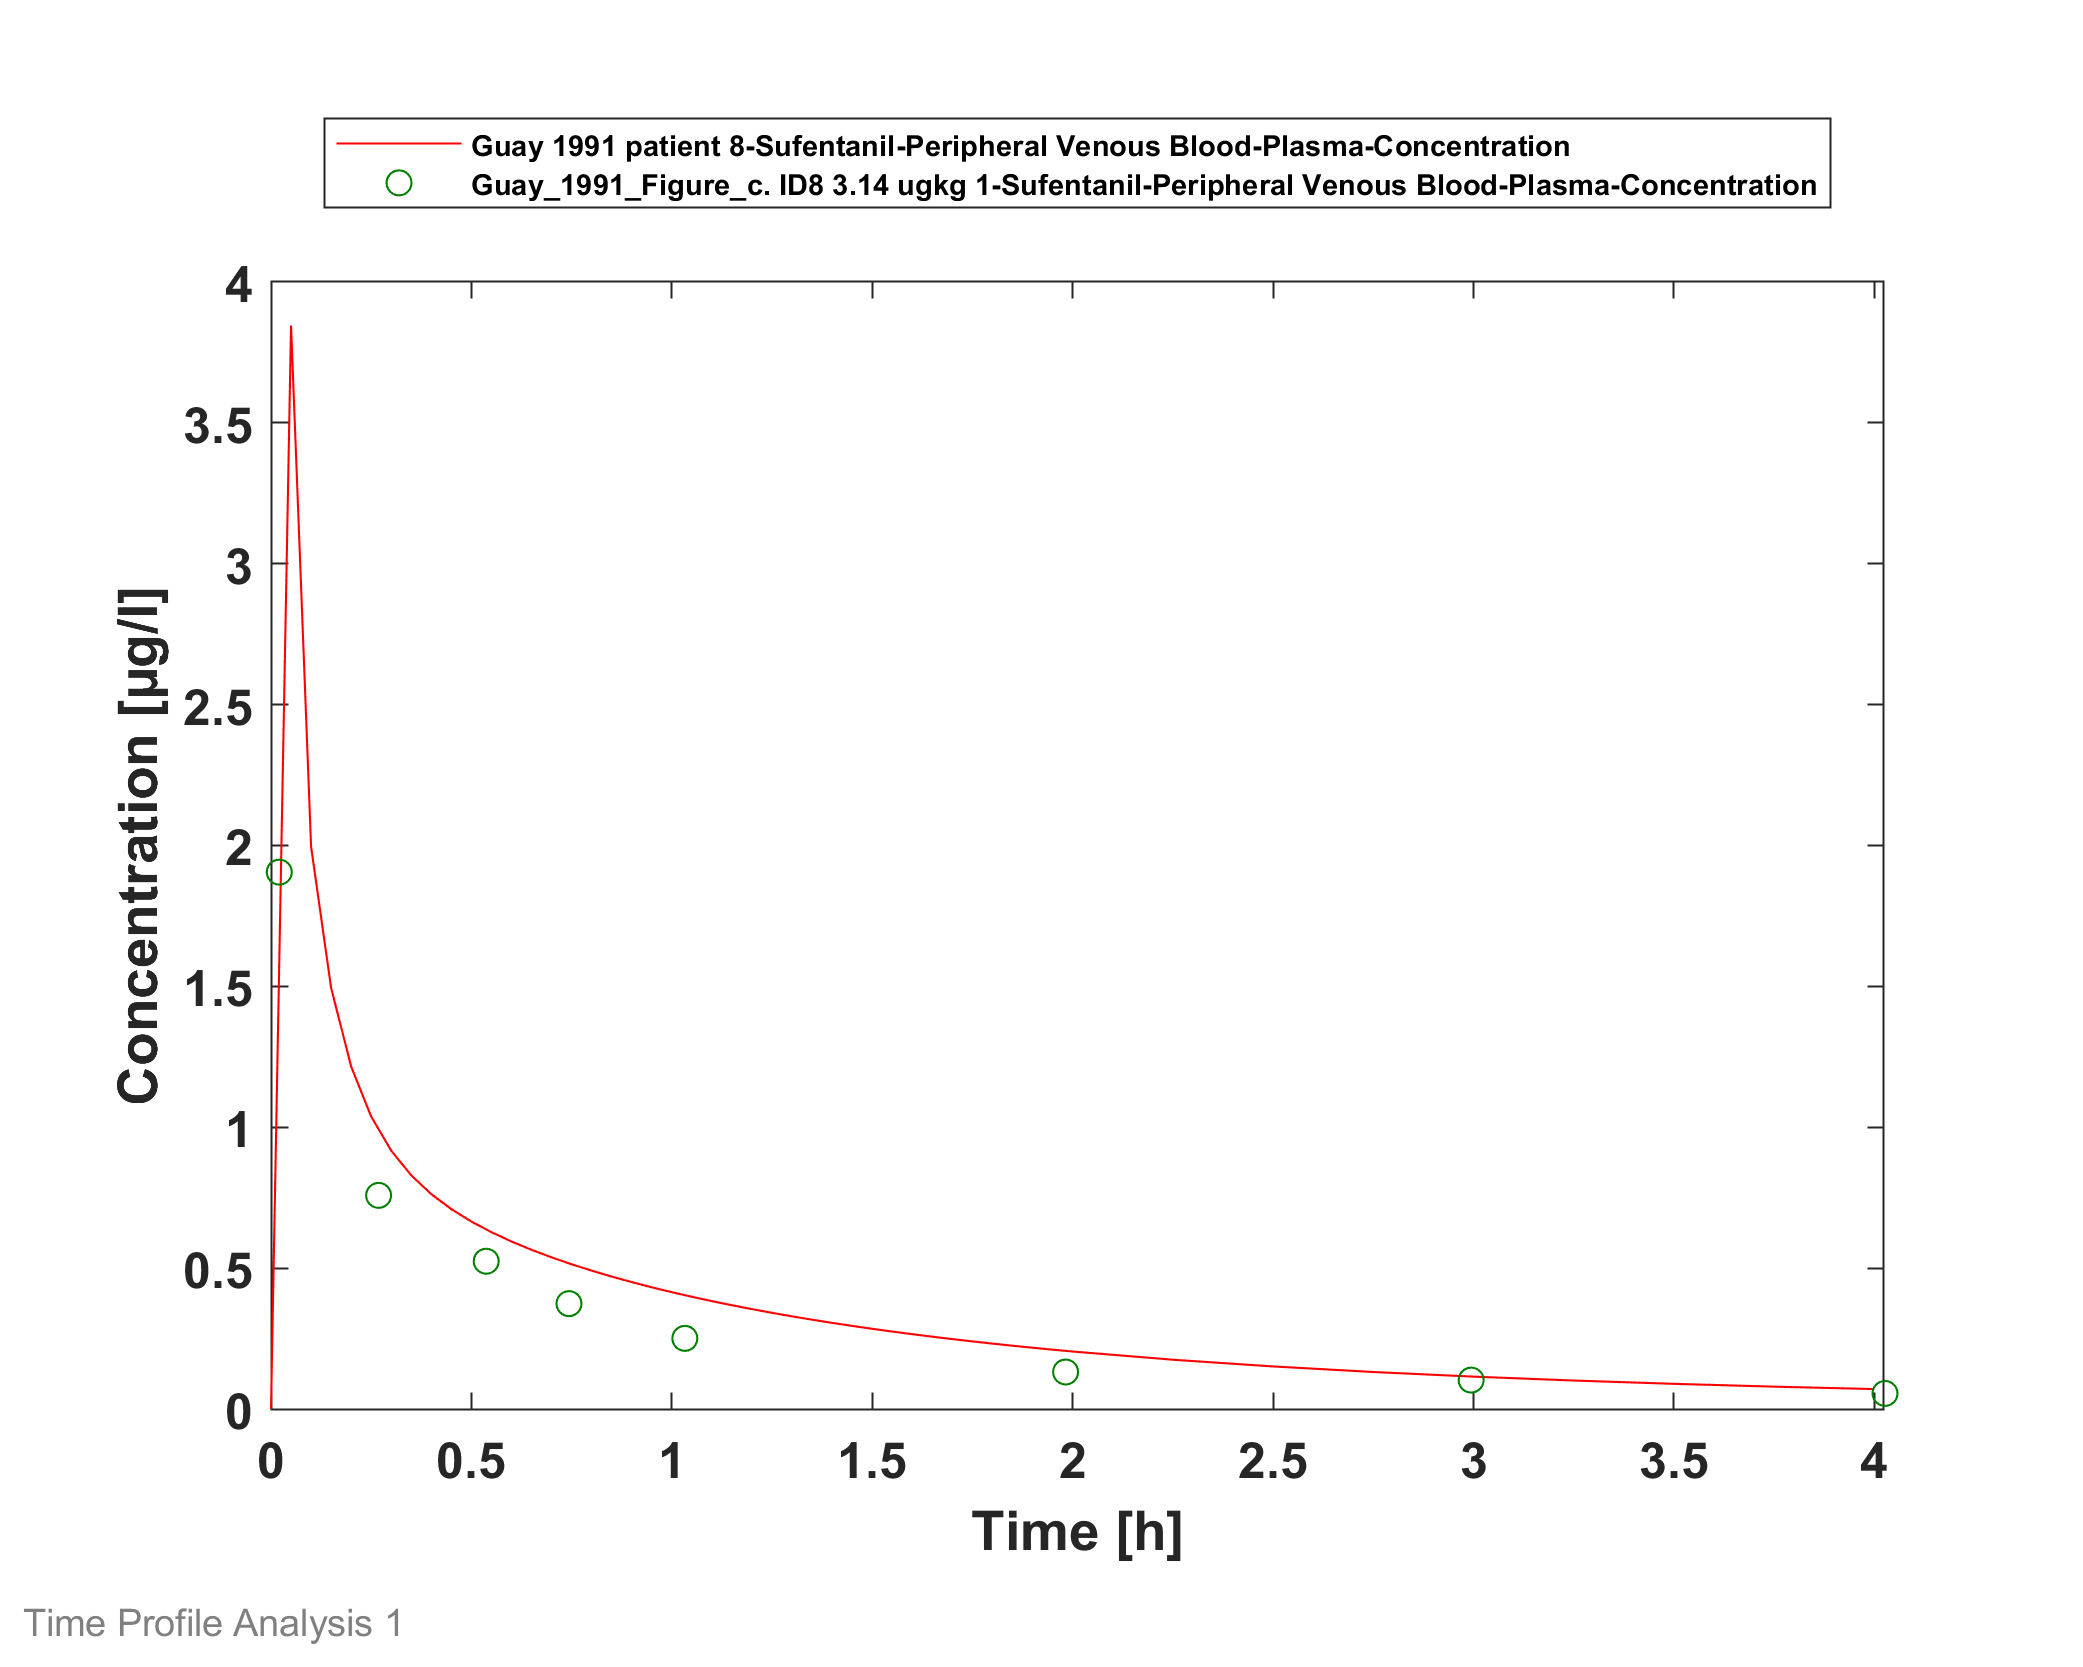 Guay 1991 patient 8-Sufentanil-Peripheral Venous Blood-Plasma-Concentration
Guay_1991_Figure_c. ID8 3.14 ugkg 1-Sufentanil-Peripheral Venous Blood-Plasma-Concentration
4
3.5
3
2.5
2
1.5
1
0.5
0
Concentration [µg/l]
0 0.5 1 1.5 2 2.5 3 3.5 4
Time [h]
Time Profile Analysis 1